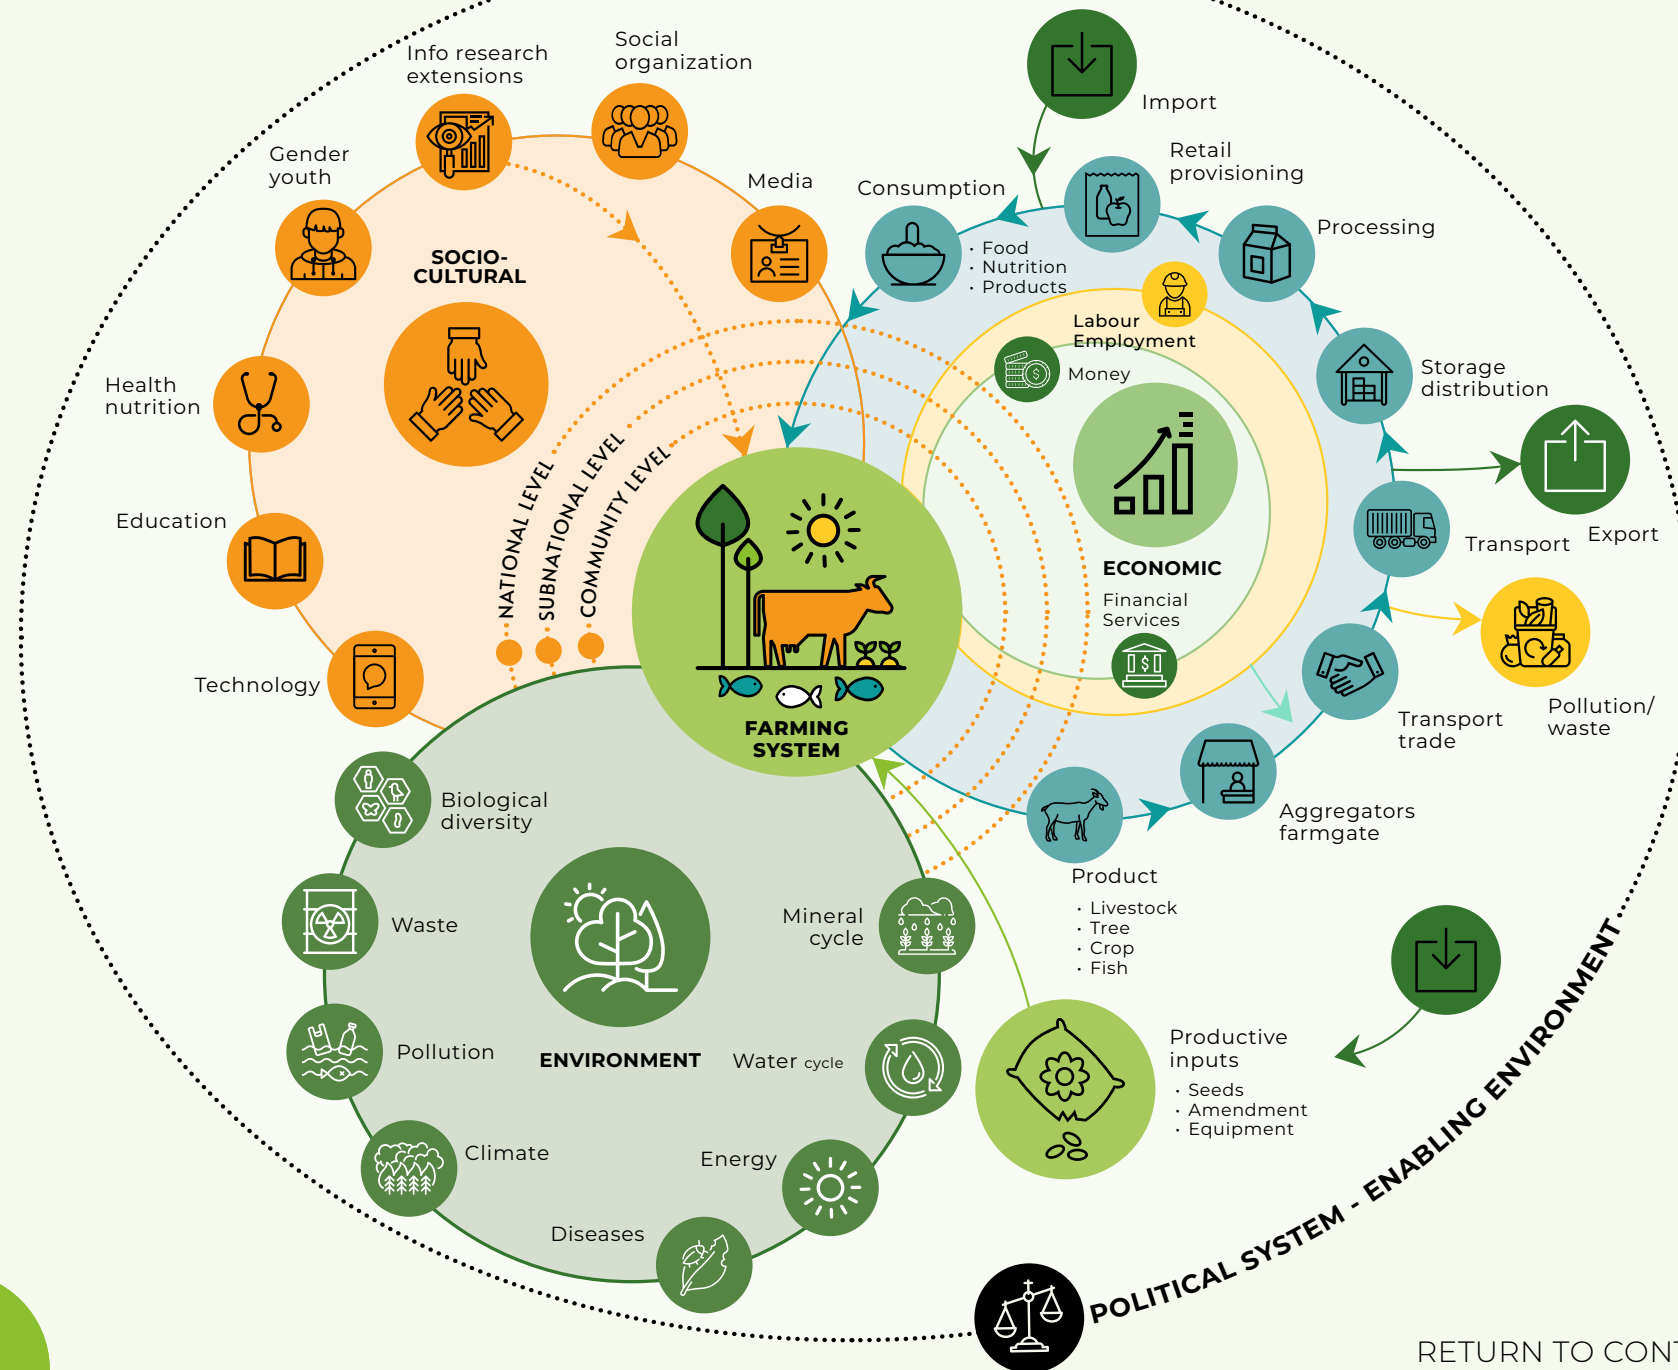 Info research
extensions
Social
organization
Gender
youth
Media
SOCIO-
CULTURAL
Health
nutrition
Education
Technology
NATIONAL LEVEL
SUBNATIONAL LEVEL
COMMUNITY LEVEL
Import
Retail
provisioning
Consumption
· Food
· Nutrition
· Products
Processing
Labour
Employment
Money
Storage
distribution
Export
Transport
ECONOMIC
Financial
Services
Pollution/
waste
Transport
trade
Aggregators
farmgate
Product
· Livestock
· Tree
· Crop
· Fish
FARMING
SYSTEM
Biological
diversity
Waste
Mineral
cycle
Pollution
ENVIRONMENT
Water cycle
Climate
Energy
Diseases
Productive
inputs
· Seeds
· Amendment
· Equipment
POLITICAL SYSTEM - ENABLING ENVIRONMENT
RETURN TO CON